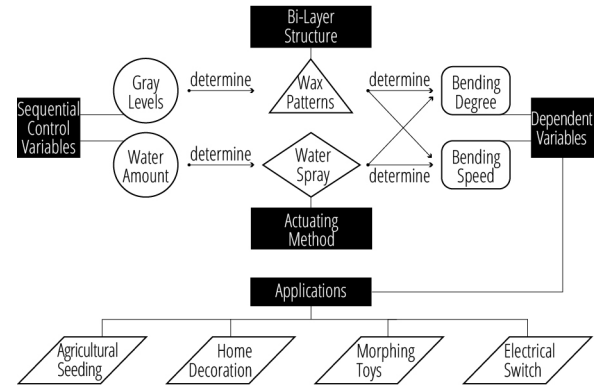 Bi-Layer
Structure
Gray
Levels
determine
Wax
Patterns
determine
Bending
Degree
Sequential
Control
Variables
Dependent
Variables
Water
Amount
determine
Water
Spray
determine
Bending
Speed
Actuating
Method
Applications
Agricultural
Seeding
Home
Decoration
Morphing
Toys
Electrical
Switch